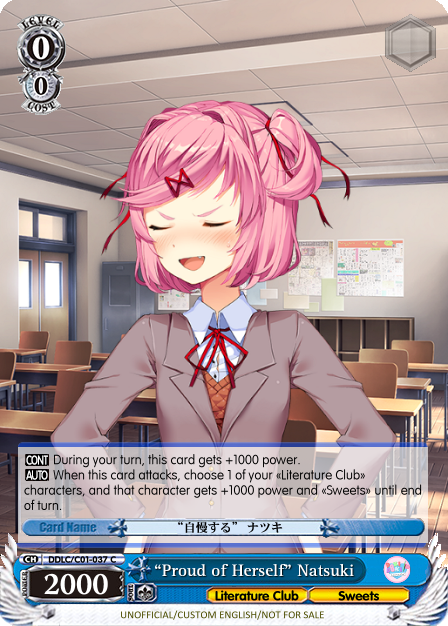 LEVEL
0
0
COST
CONT During your turn, this card gets +1000 power.
AUTO When this card attacks, choose 1 of your «Literature Club»
characters, and that character gets +1000 power and «Sweets» until end
of turn.
Card Name
“自慢する” ナツキ
CH DDLC/C01-037 C
POWER
2000
SOUL
“Proud of Herself” Natsuki
Literature Club
Sweets
UNOFFICIAL/CUSTOM ENGLISH/NOT FOR SALE